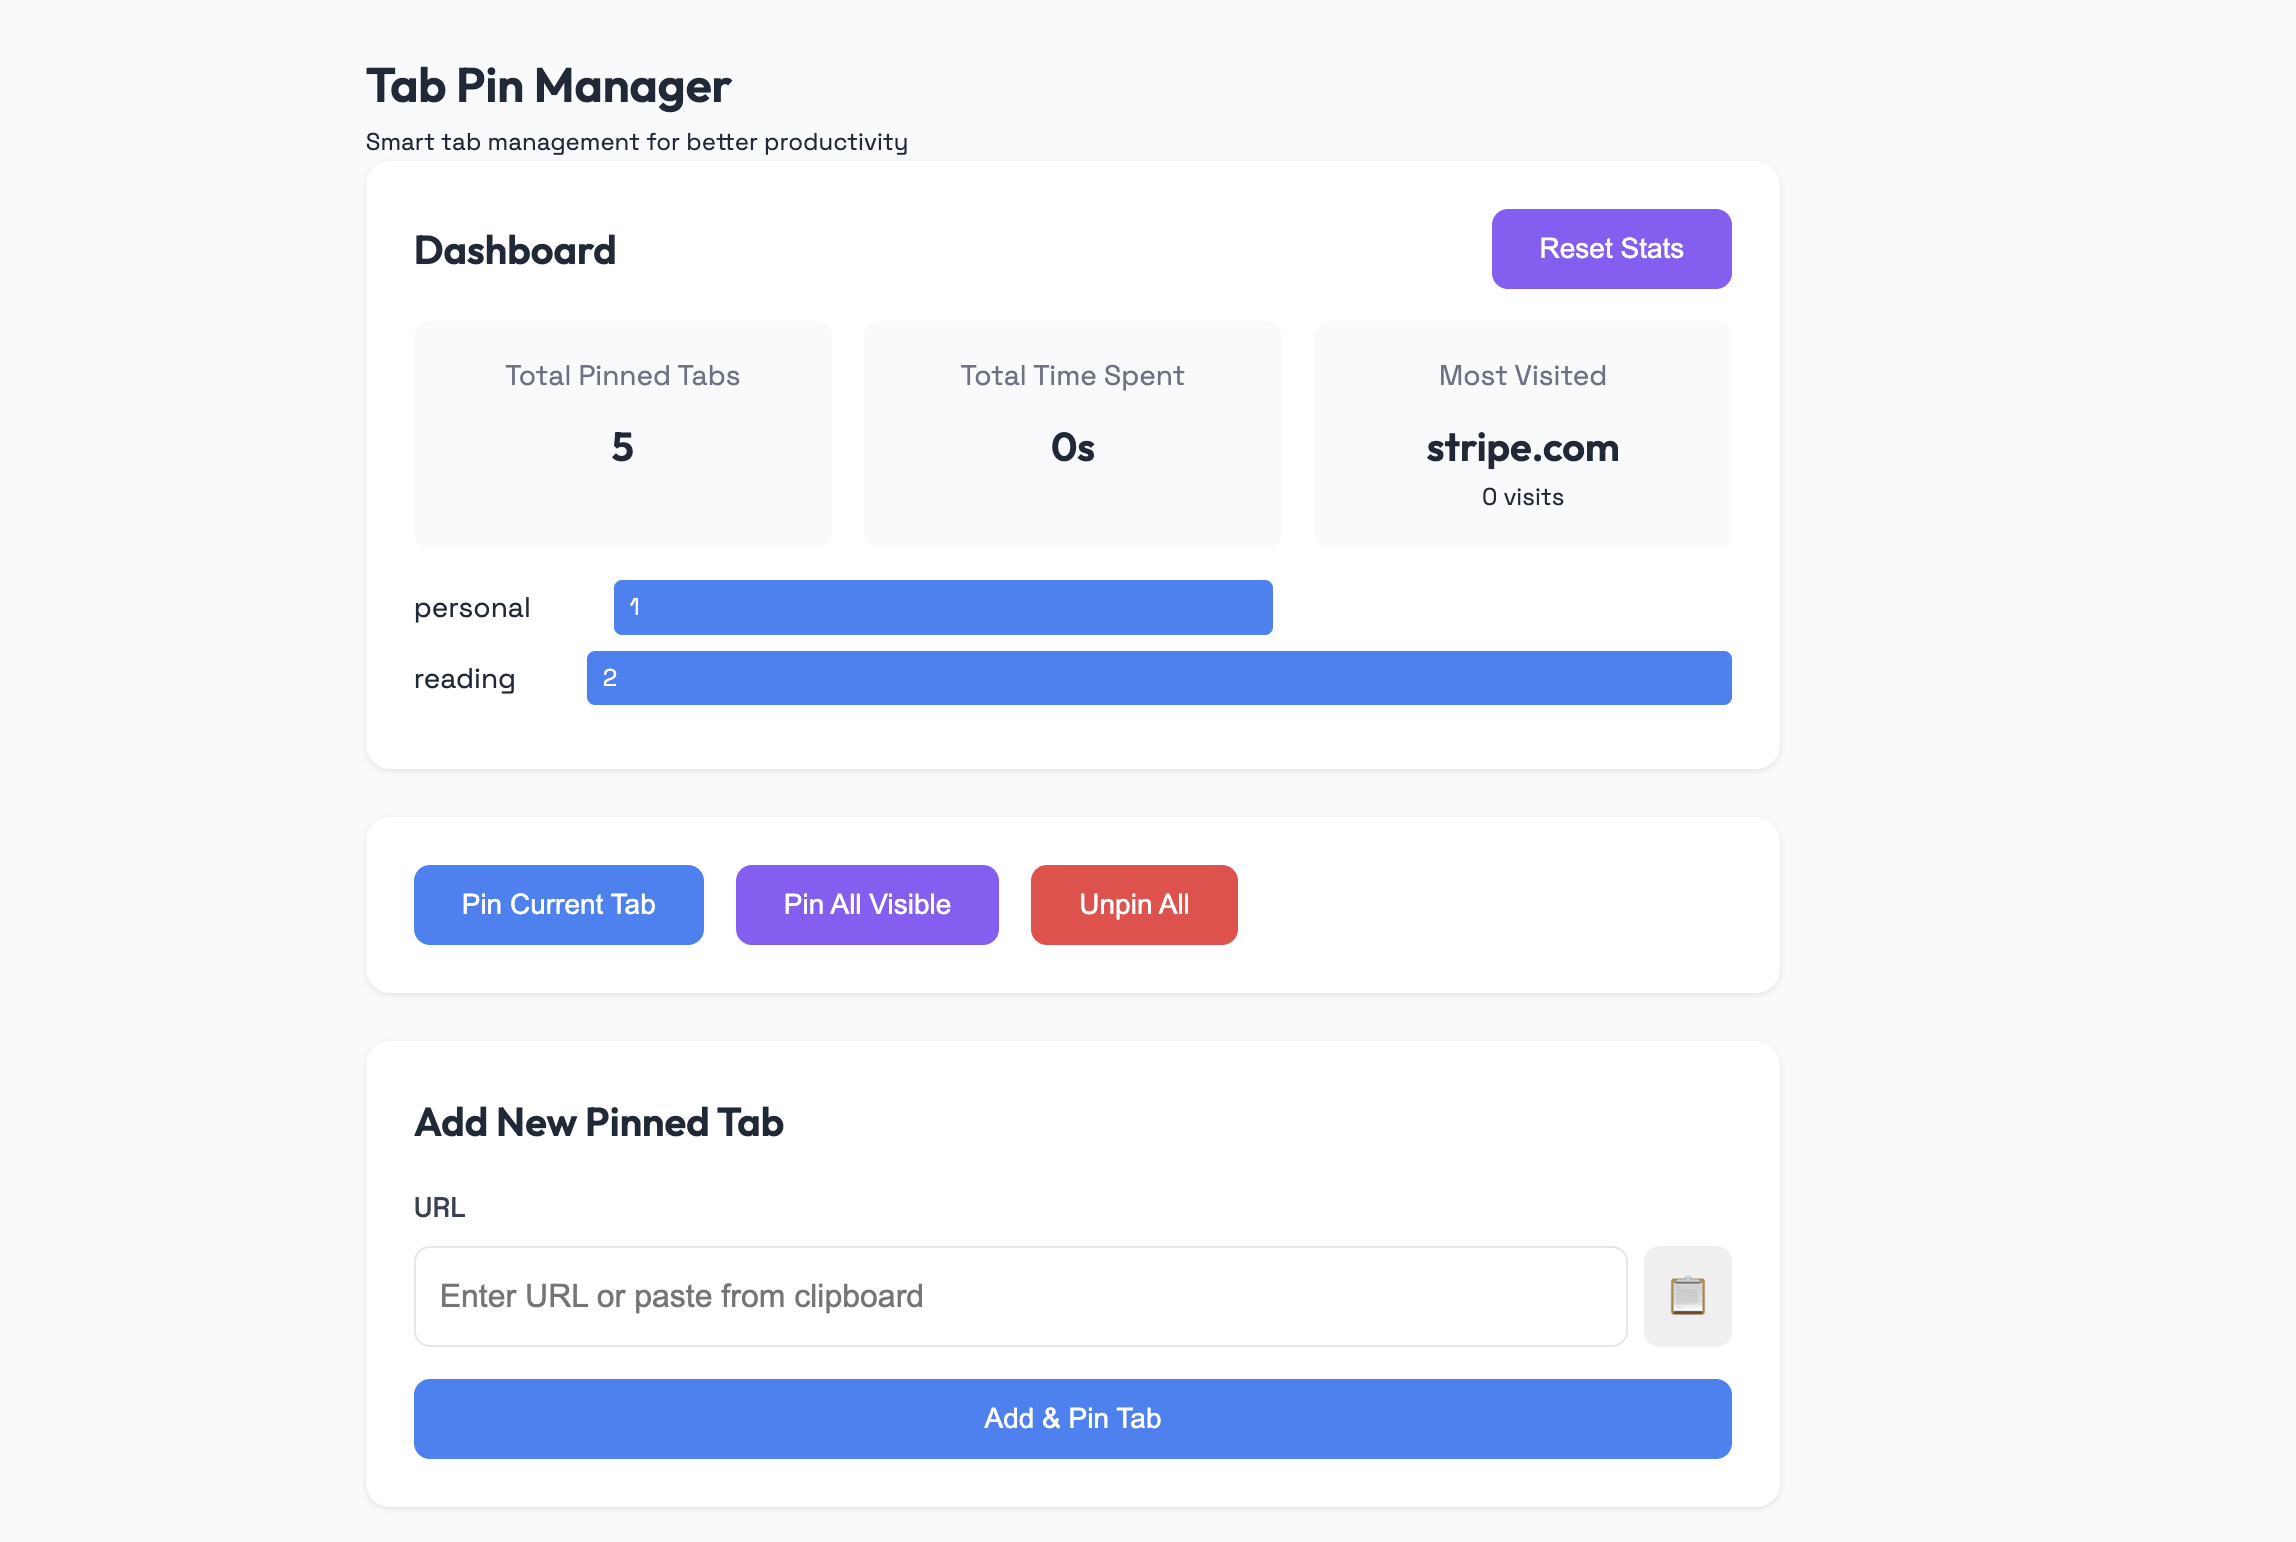 Tab Pin Manager
Smart tab management for better productivity
Dashboard
Reset Stats
Total Pinned Tabs
5
Total Time Spent
0s
Most Visited
stripe.com
0 visits
personal
1
reading
2
Pin Current Tab
Pin All Visible
Unpin All
Add New Pinned Tab
URL
Enter URL or paste from clipboard
Add & Pin Tab